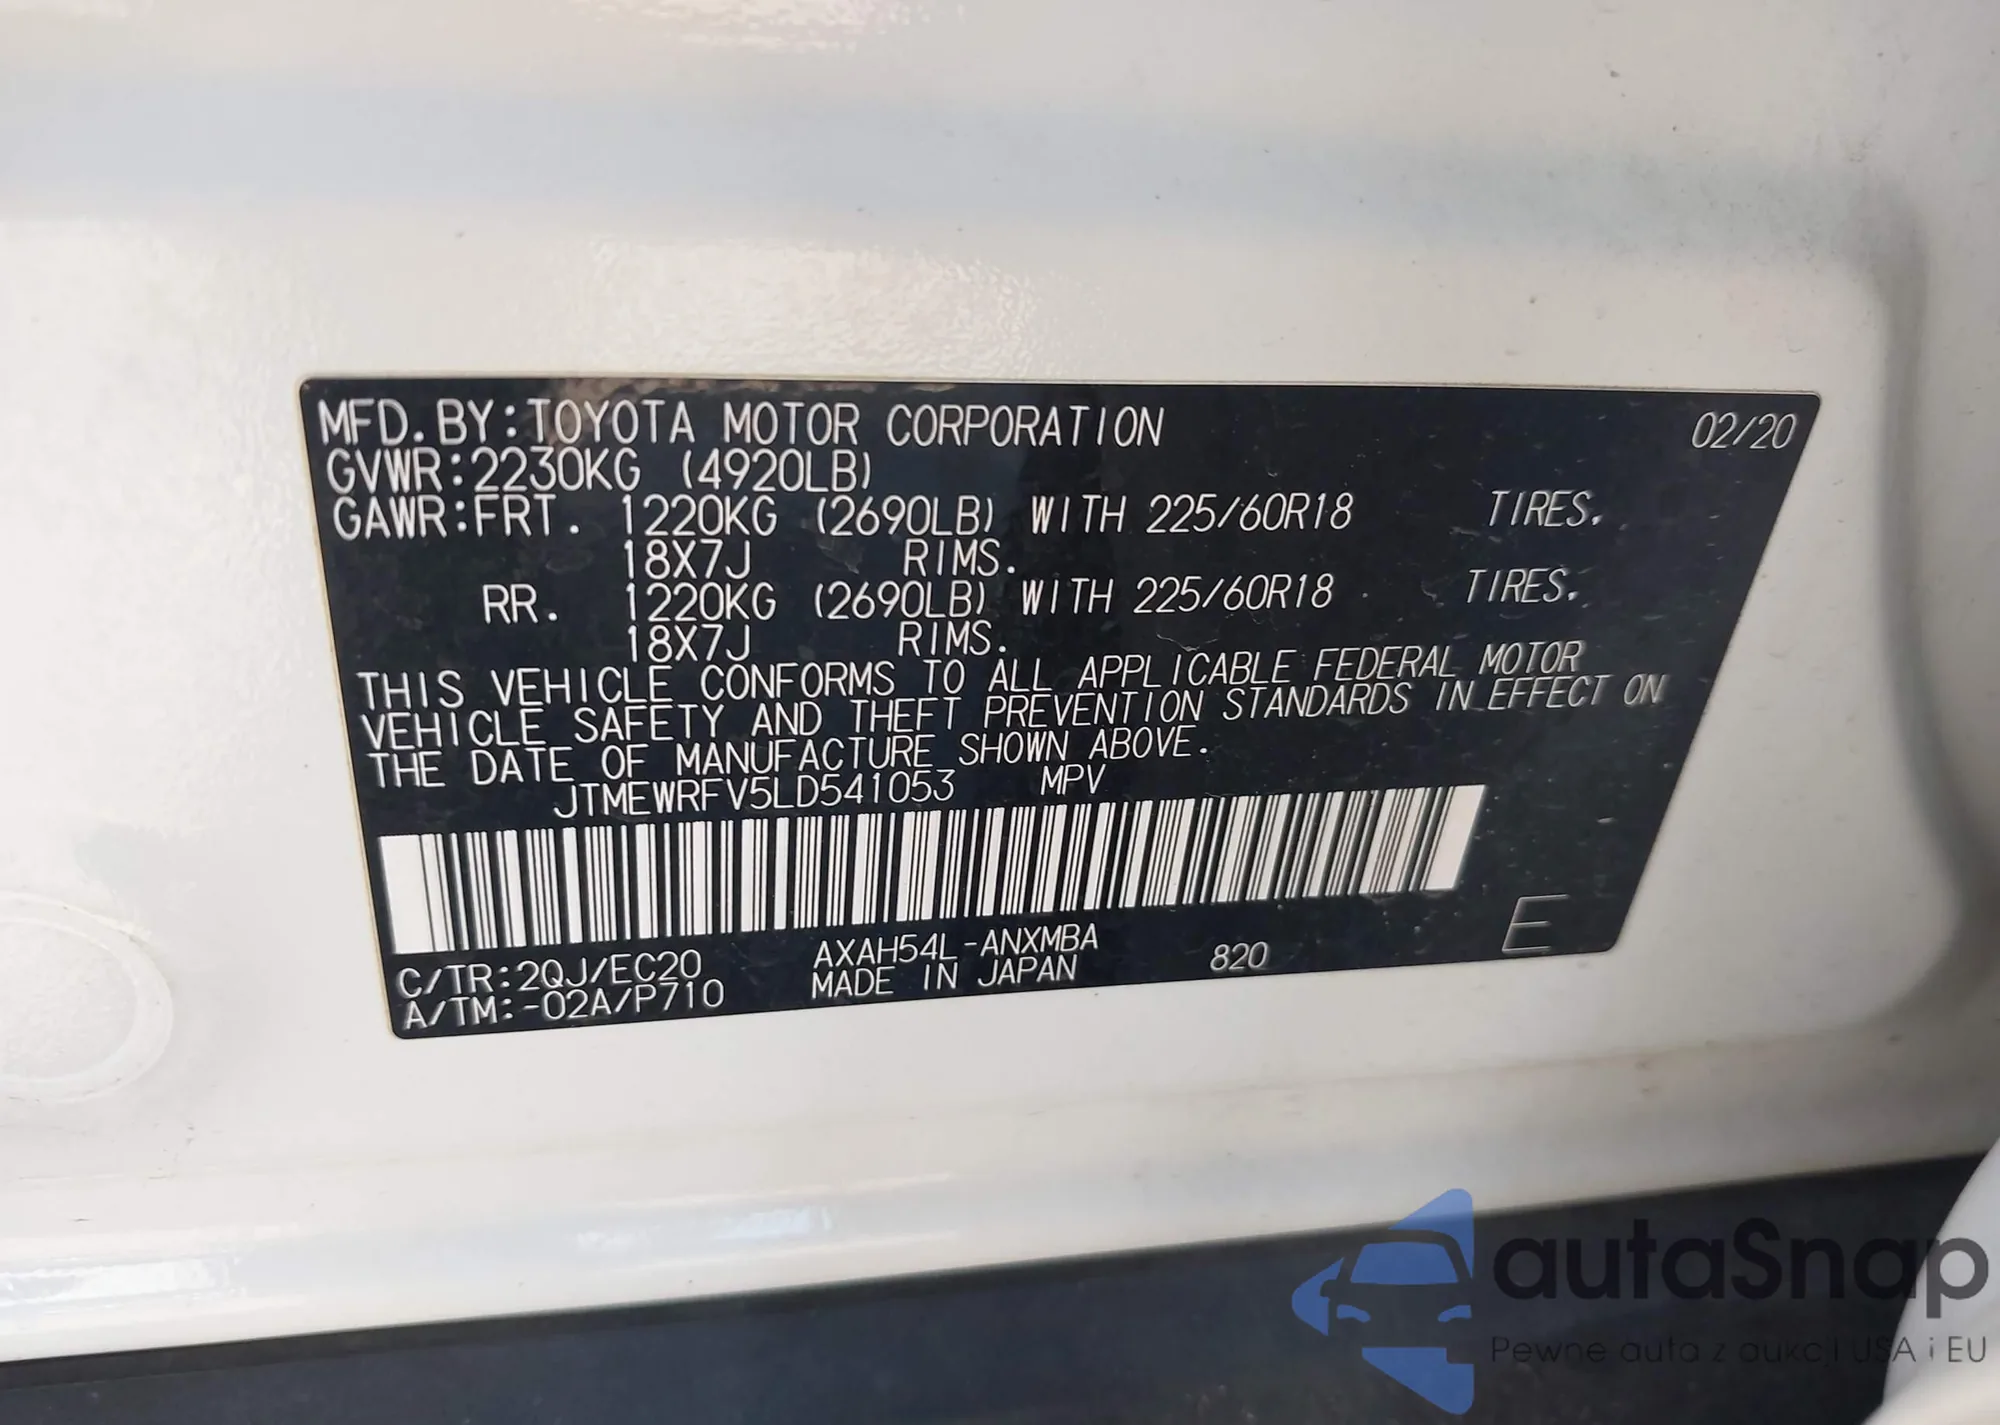 MFD.BY:TOYOTA MOTOR CORPORATION 02/20
GVWR:2230KG (4920LB)
GAWR:FRT. 1220KG (2690LB) WITH 225/60R18 TIRES.
18X7J RIMS.
RR. 1220KG (2690LB) WITH 225/60R18 TIRES.
18X7J RIMS.
THIS VEHICLE CONFORMS TO ALL APPLICABLE FEDERAL MOTOR
VEHICLE SAFETY AND THEFT PREVENTION STANDARDS IN EFFECT ON
THE DATE OF MANUFACTURE SHOWN ABOVE.
JTMEWRFV5LD541053 MPV
C/TR:2QJ/EC20 AXAH54L-ANXMBA 820 E
A/TM:-02A/P710 MADE IN JAPAN
autaSnap
Pewne auta z aukcji USA i EU